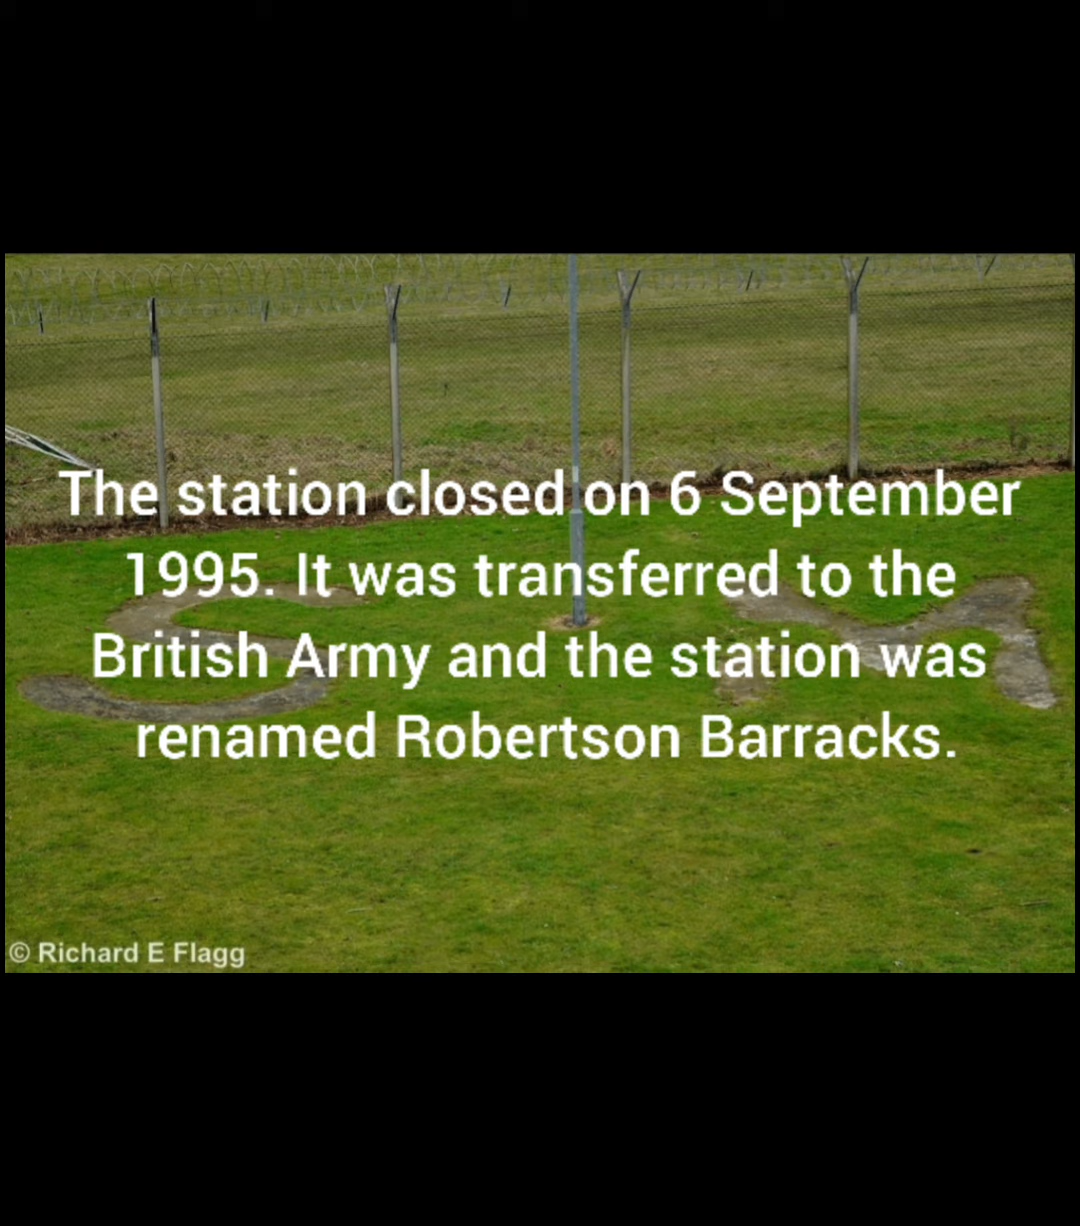 The station closed on 6 September
1995. It was transferred to the
British Army and the station was
renamed Robertson Barracks.
S M
© Richard E Flagg